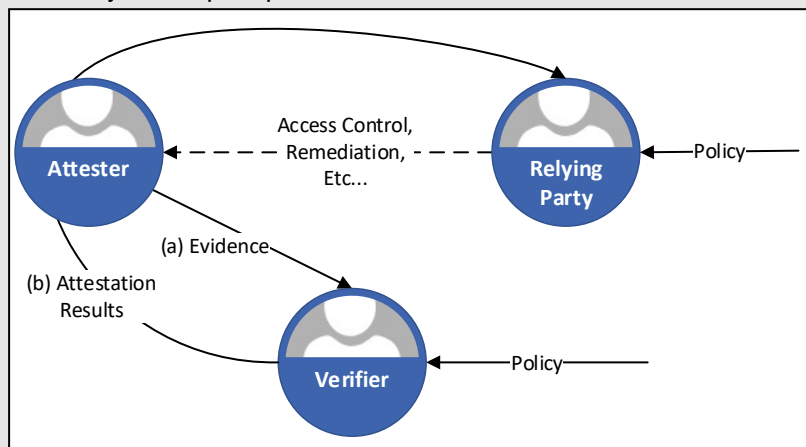 Access Control,
Remediation,
Etc...
Attester
Relying
Party
Policy
(a) Evidence
(b) Attestation
Results
Verifier
Policy